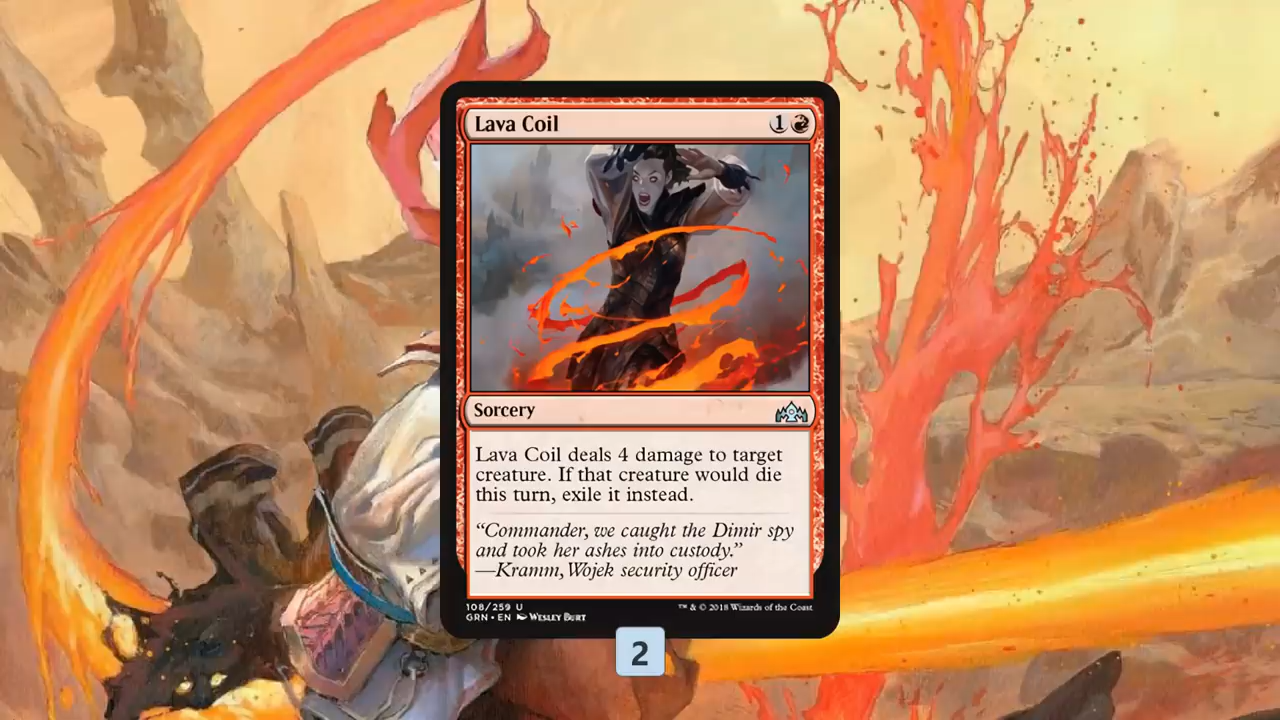 Lava Coil 1
Sorcery
Lava Coil deals 4 damage to target
creature. If that creature would die
this turn, exile it instead.
“Commander, we caught the Dimir spy
and took her ashes into custody.”
—Kramm, Wojek security officer
108/259 U
GRN • EN Wesley Burt
™ & © 2018 Wizards of the Coast
2